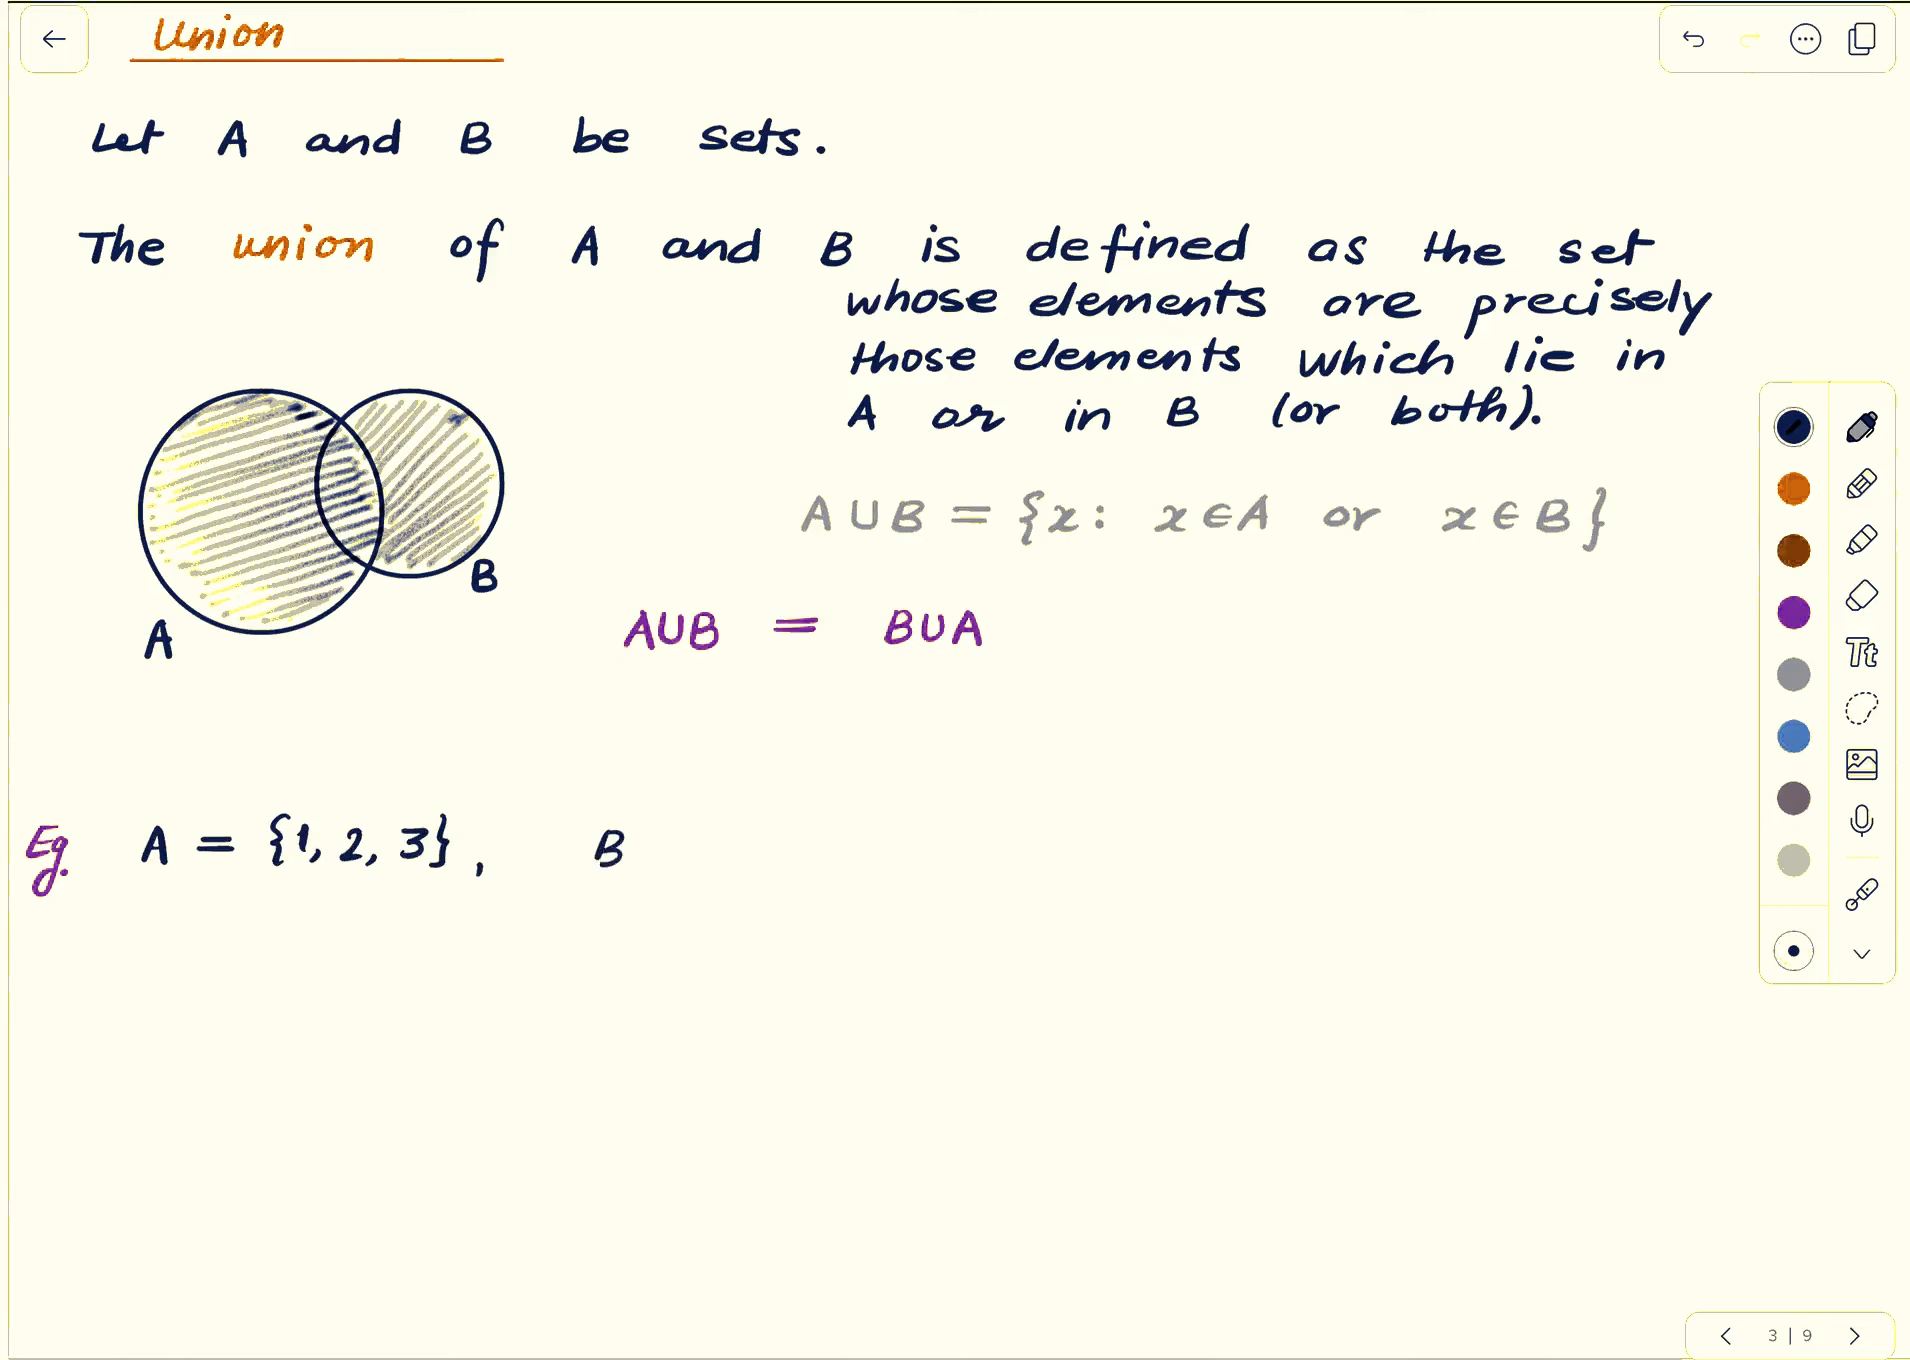 Union
Let A and B be sets.
The union of A and B is defined as the set
whose elements are precisely
those elements which lie in
A or in B (or both).
A ∪ B = {x : x ∈ A or x ∈ B}
B
A
A∪B = B∪A
Eg. A = {1, 2, 3}, B
Tt
3 | 9